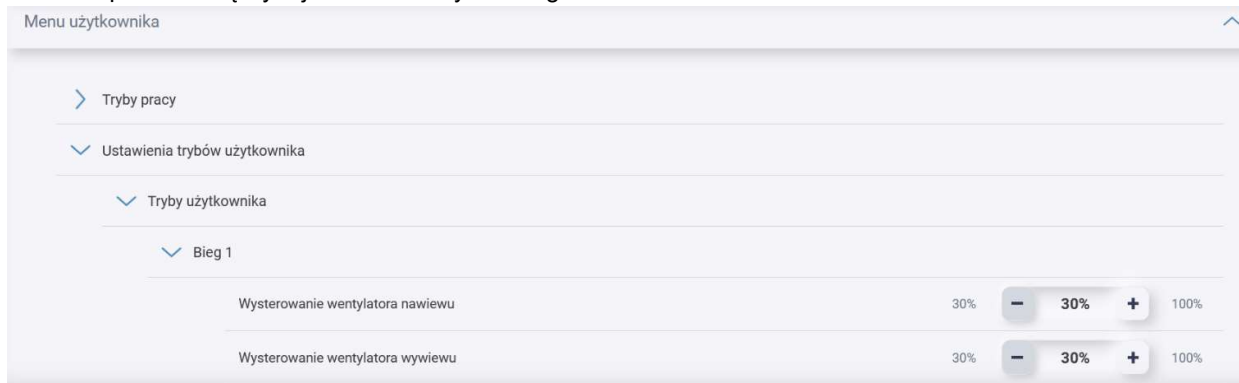 Menu użytkownika
Tryby pracy
Ustawienia trybów użytkownika
Tryby użytkownika
Bieg 1
Wysterowanie wentylatora nawiewu 30% − 30% + 100%
Wysterowanie wentylatora wywiewu 30% − 30% + 100%